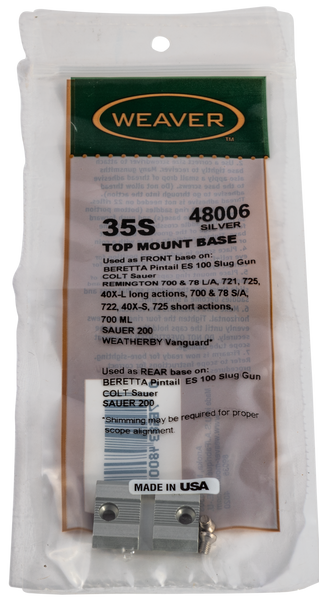 WEAVER
35S 48006
SILVER
TOP MOUNT BASE
Used as FRONT base on:
BERETTA Pintail ES 100 Slug Gun
COLT Sauer
REMINGTON 700 & 78 L/A, 721, 725,
40X-L long actions, 700 & 78 S/A,
722, 40X-S, 725 short actions,
700 ML
SAUER 200
WEATHERBY Vanguard*
Used as REAR base on:
BERETTA Pintail ES 100 Slug Gun
COLT Sauer
SAUER 200
*Shimming may be required for proper
scope alignment.
MADE IN USA